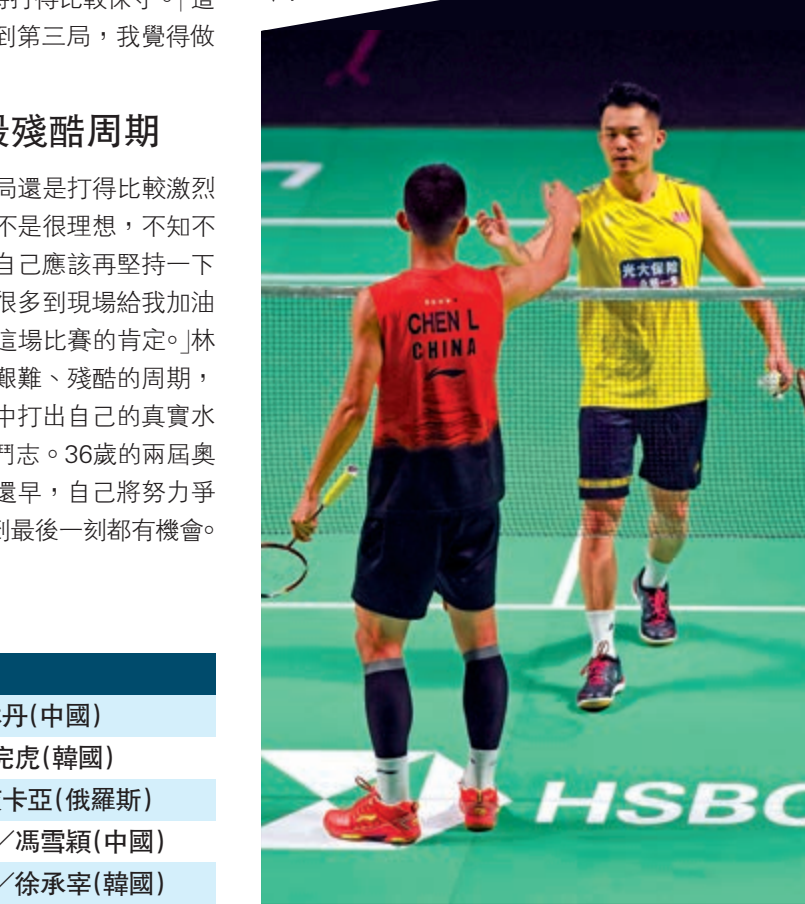 打得比較保守。」這
到第三局，我覺得做
殘酷周期
局還是打得比較激烈
不是很理想，不知不
自己應該再堅持一下
很多到現場給我加油
這場比賽的肯定。」林
艱難、殘酷的周期，
中打出自己的真實水
鬥志。36歲的兩屆奧
還早，自己將努力爭
到最後一刻都有機會。
丹(中國)
完虎(韓國)
卡亞(俄羅斯)
／馮雪穎(中國)
／徐承宰(韓國)
CHEN L
CHINA
光大保險
HSBC